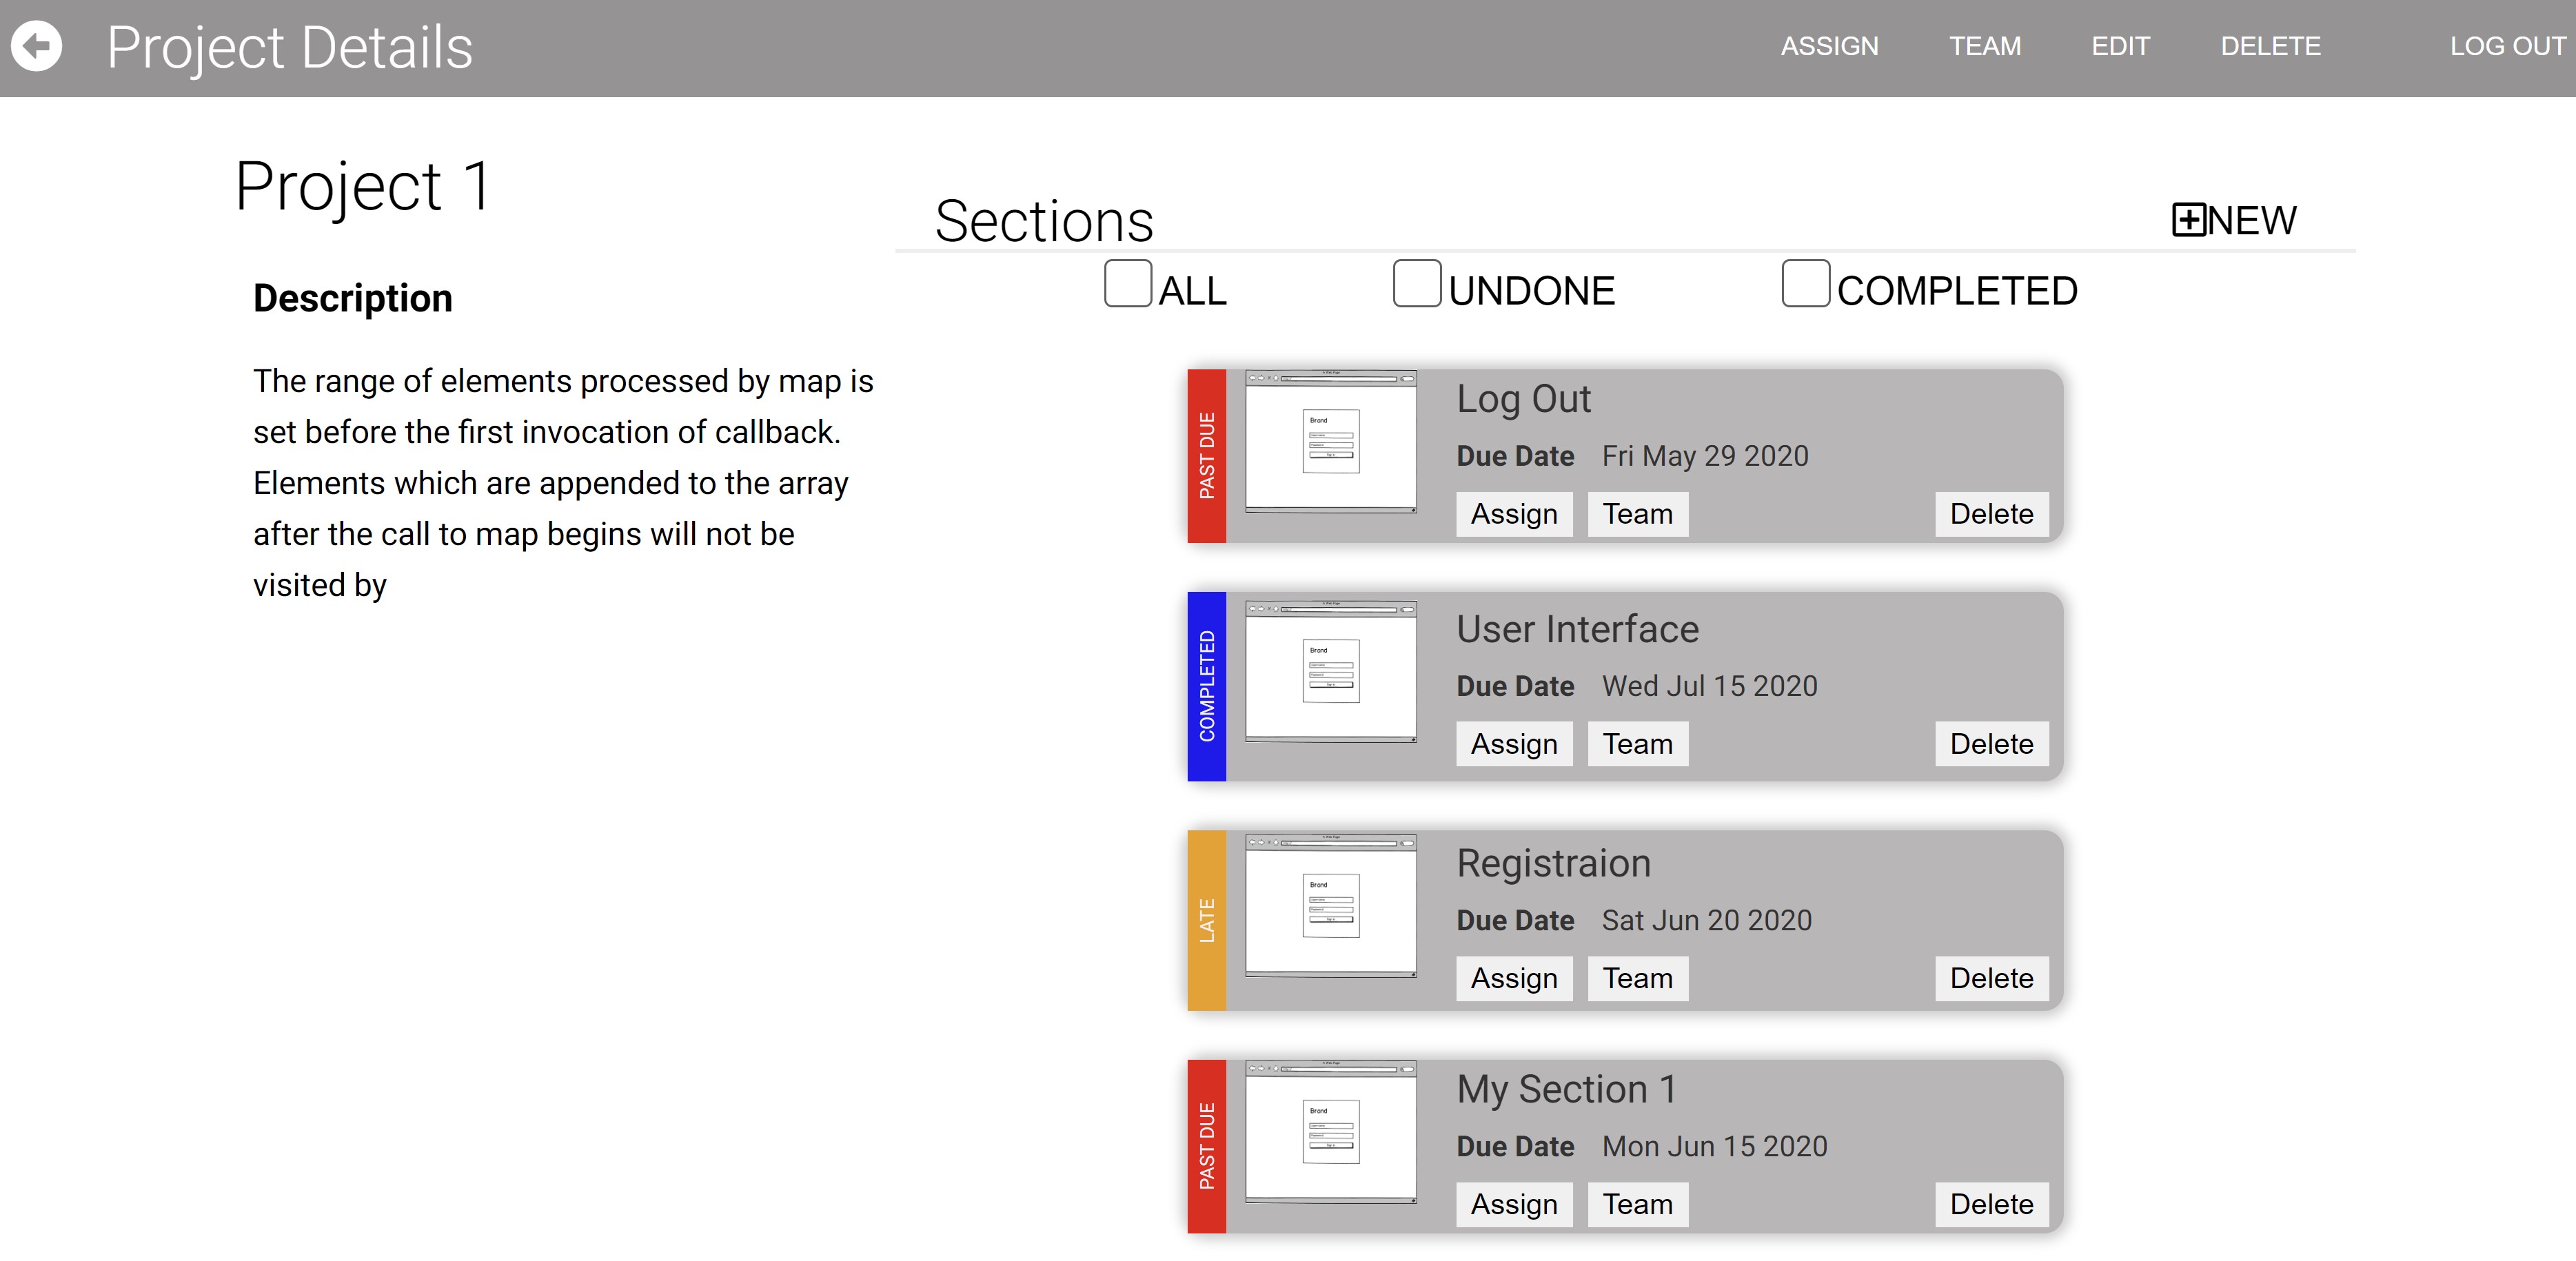 Project Details
ASSIGN TEAM EDIT DELETE LOG OUT
Project 1
Description
The range of elements processed by map is
set before the first invocation of callback.
Elements which are appended to the array
after the call to map begins will not be
visited by
Sections
NEW
ALL UNDONE COMPLETED
PAST DUE
Brand
Log Out
Due Date Fri May 29 2020
Assign Team Delete
COMPLETED
Brand
User Interface
Due Date Wed Jul 15 2020
Assign Team Delete
LATE
Brand
Registraion
Due Date Sat Jun 20 2020
Assign Team Delete
PAST DUE
Brand
My Section 1
Due Date Mon Jun 15 2020
Assign Team Delete